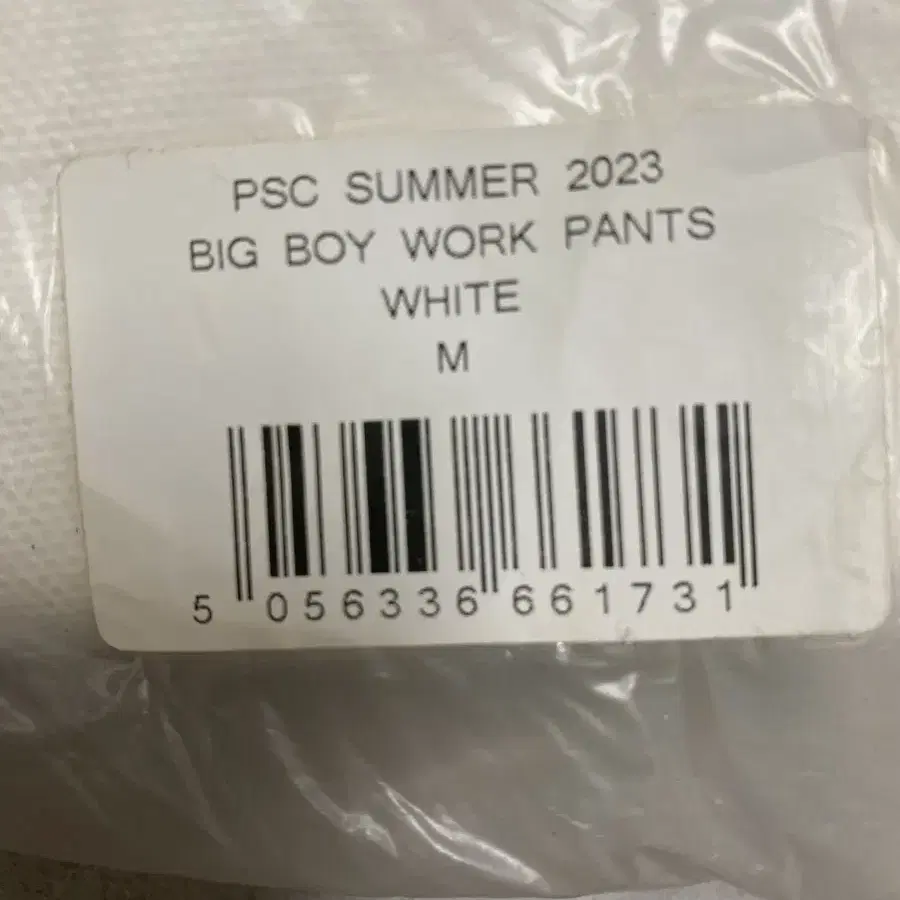 PSC SUMMER 2023
BIG BOY WORK PANTS
WHITE
M
5 056336 661731